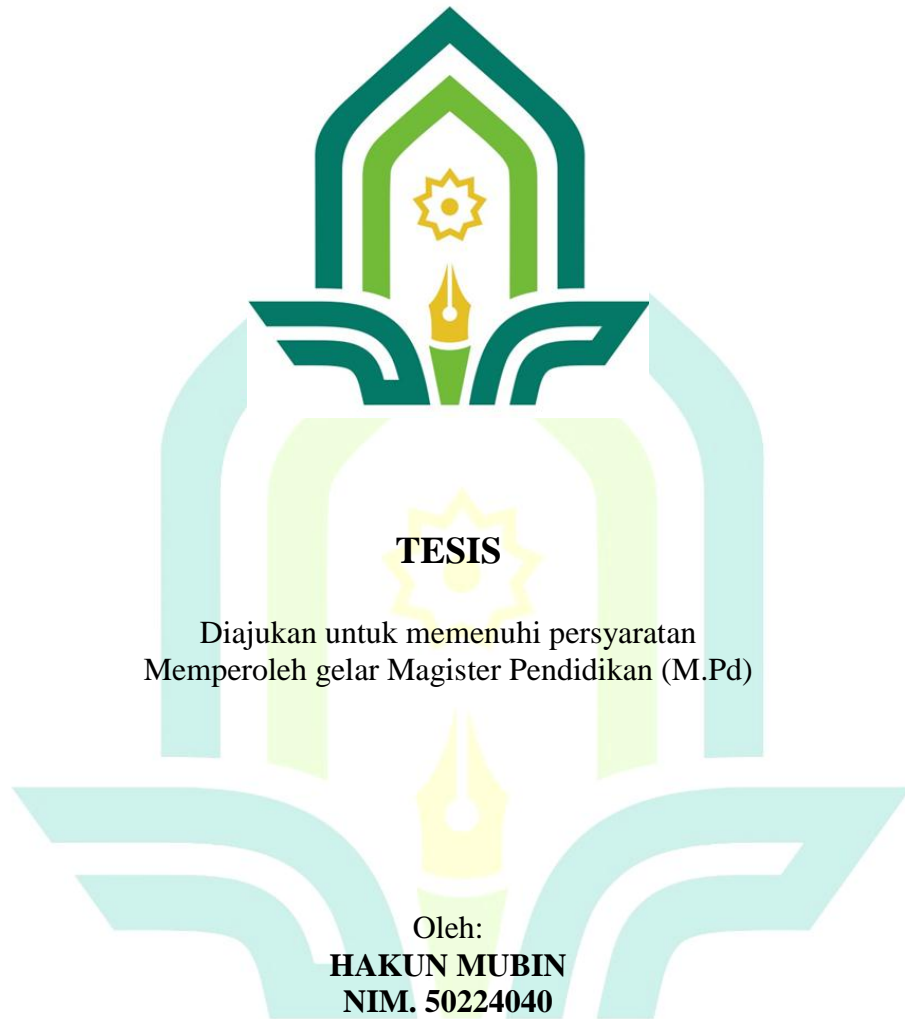 TESIS
Diajukan untuk memenuhi persyaratan
Memperoleh gelar Magister Pendidikan (M.Pd)
Oleh:
HAKUN MUBIN
NIM. 50224040